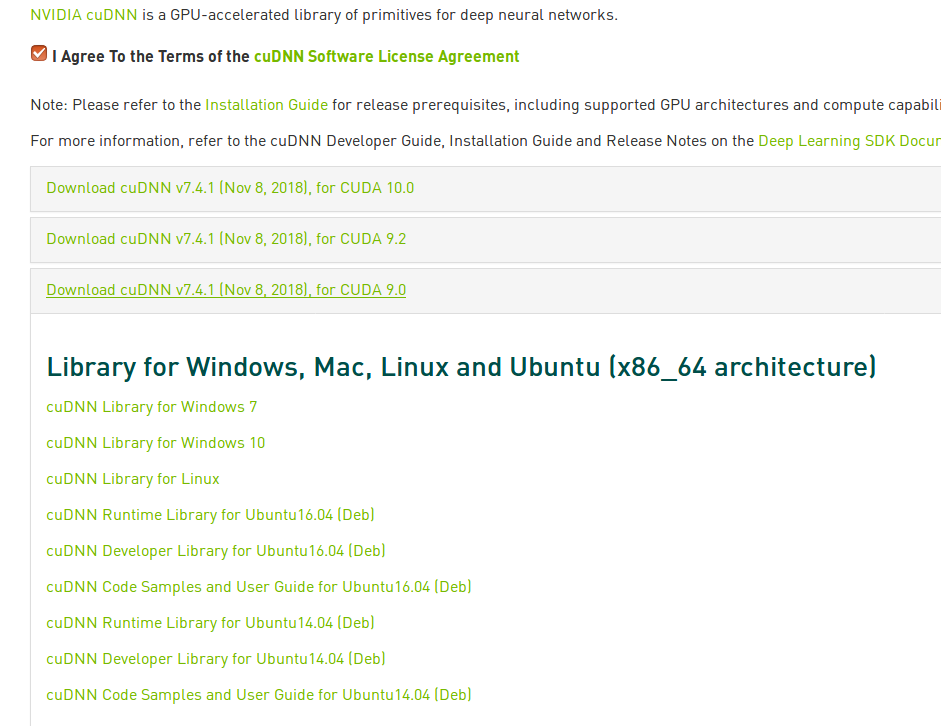 NVIDIA cuDNN is a GPU-accelerated library of primitives for deep neural networks.
I Agree To the Terms of the cuDNN Software License Agreement
Note: Please refer to the Installation Guide for release prerequisites, including supported GPU architectures and compute capabili
For more information, refer to the cuDNN Developer Guide, Installation Guide and Release Notes on the Deep Learning SDK Docur
Download cuDNN v7.4.1 (Nov 8, 2018), for CUDA 10.0
Download cuDNN v7.4.1 (Nov 8, 2018), for CUDA 9.2
Download cuDNN v7.4.1 (Nov 8, 2018), for CUDA 9.0
Library for Windows, Mac, Linux and Ubuntu (x86_64 architecture)
cuDNN Library for Windows 7
cuDNN Library for Windows 10
cuDNN Library for Linux
cuDNN Runtime Library for Ubuntu16.04 (Deb)
cuDNN Developer Library for Ubuntu16.04 (Deb)
cuDNN Code Samples and User Guide for Ubuntu16.04 (Deb)
cuDNN Runtime Library for Ubuntu14.04 (Deb)
cuDNN Developer Library for Ubuntu14.04 (Deb)
cuDNN Code Samples and User Guide for Ubuntu14.04 (Deb)